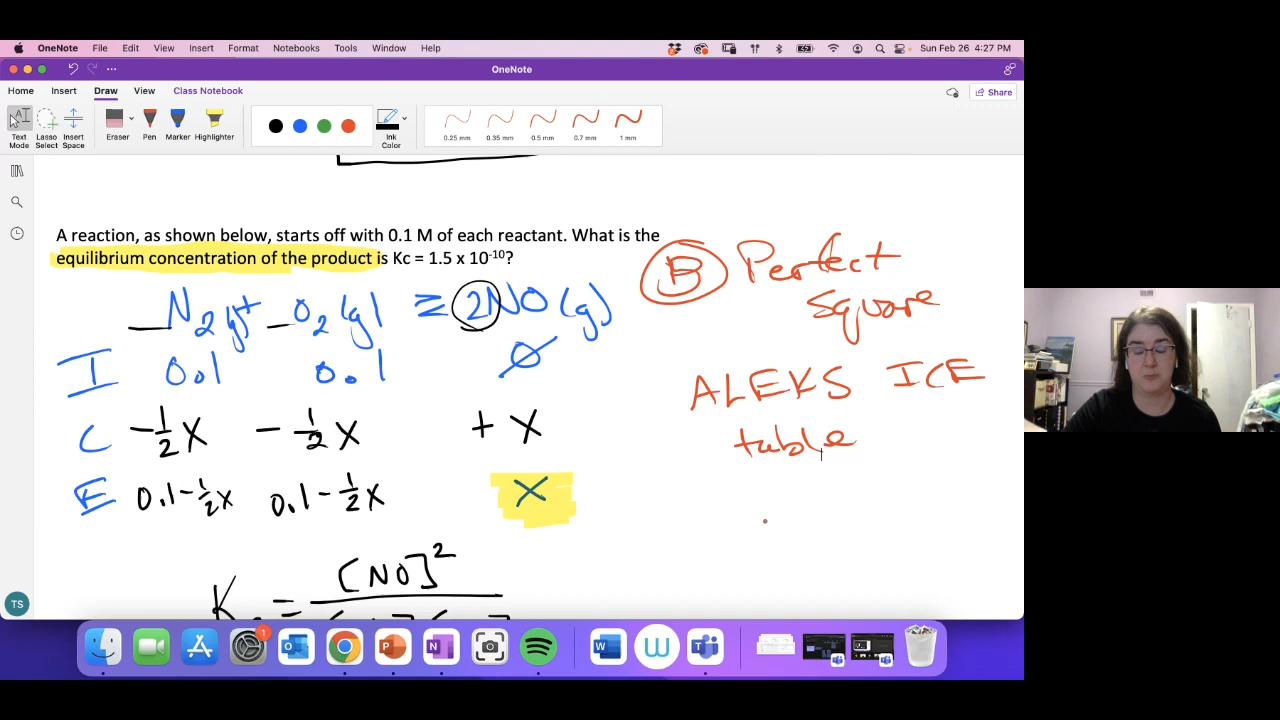 OneNote File Edit View Insert Format Notebooks Tools Window Help Sun Feb 26 4:27 PM
OneNote
Home Insert Draw View Class Notebook Share
Text Mode Lasso Select Insert Space Eraser Pen Marker Highlighter Ink Color 0.25 mm 0.35 mm 0.5 mm 0.7 mm 1 mm
A reaction, as shown below, starts off with 0.1 M of each reactant. What is the
equilibrium concentration of the product is Kc = 1.5 x 10⁻¹⁰?
B Perfect
Square
_N₂(g)+ _O₂(g) ⇌ 2NO(g)
I 0.1 0.1 Ø
ALEKS ICE
table
C -½x -½x +x
E 0.1-½x 0.1-½x x
K = [NO]²
TS
1